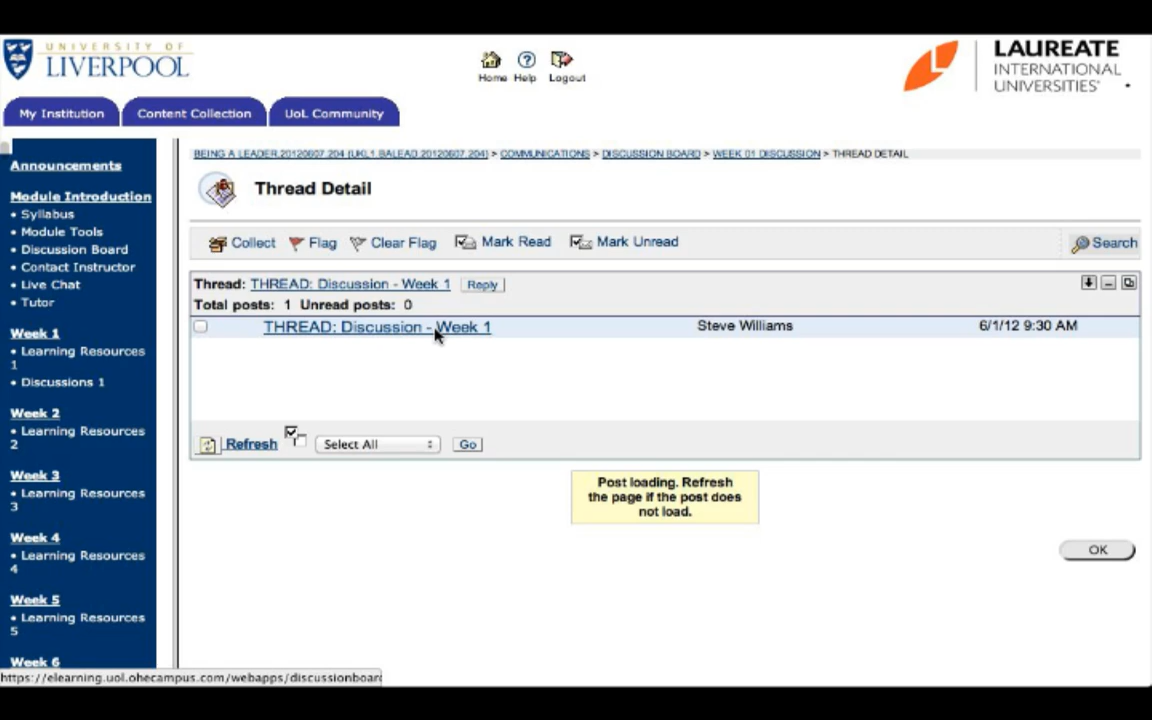 UNIVERSITY OF
LIVERPOOL
Home Help Logout
LAUREATE
INTERNATIONAL
UNIVERSITIES
My Institution
Content Collection
UoL Community
BEING A LEADER.20120607.204 (UKL1.BALEAD.20120607.204) > COMMUNICATIONS > DISCUSSION BOARD > WEEK 01 DISCUSSION > THREAD DETAIL
Announcements
Module Introduction
• Syllabus
• Module Tools
• Discussion Board
• Contact Instructor
• Live Chat
• Tutor
Week 1
• Learning Resources
1
• Discussions 1
Week 2
• Learning Resources
2
Week 3
• Learning Resources
3
Week 4
• Learning Resources
4
Week 5
• Learning Resources
5
Week 6
Thread Detail
Collect Flag Clear Flag Mark Read Mark Unread Search
Thread: THREAD: Discussion - Week 1 Reply
Total posts: 1 Unread posts: 0
THREAD: Discussion - Week 1 Steve Williams 6/1/12 9:30 AM
Refresh Select All Go
Post loading. Refresh
the page if the post does
not load.
OK
https://elearning.uol.ohecampus.com/webapps/discussionboard